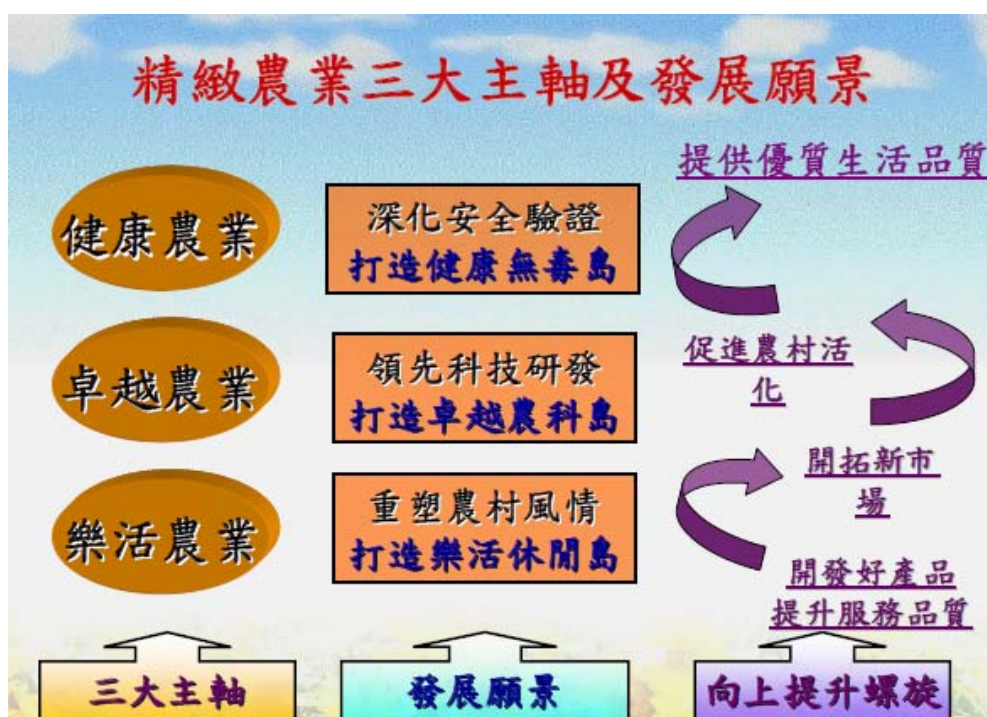 精緻農業三大主軸及發展願景
健康農業
深化安全驗證
打造健康無毒島
提供優質生活品質
卓越農業
領先科技研發
打造卓越農科島
促進農村活
化
樂活農業
重塑農村風情
打造樂活休閒島
開拓新市
場
開發好產品
提升服務品質
三大主軸
發展願景
向上提升螺旋